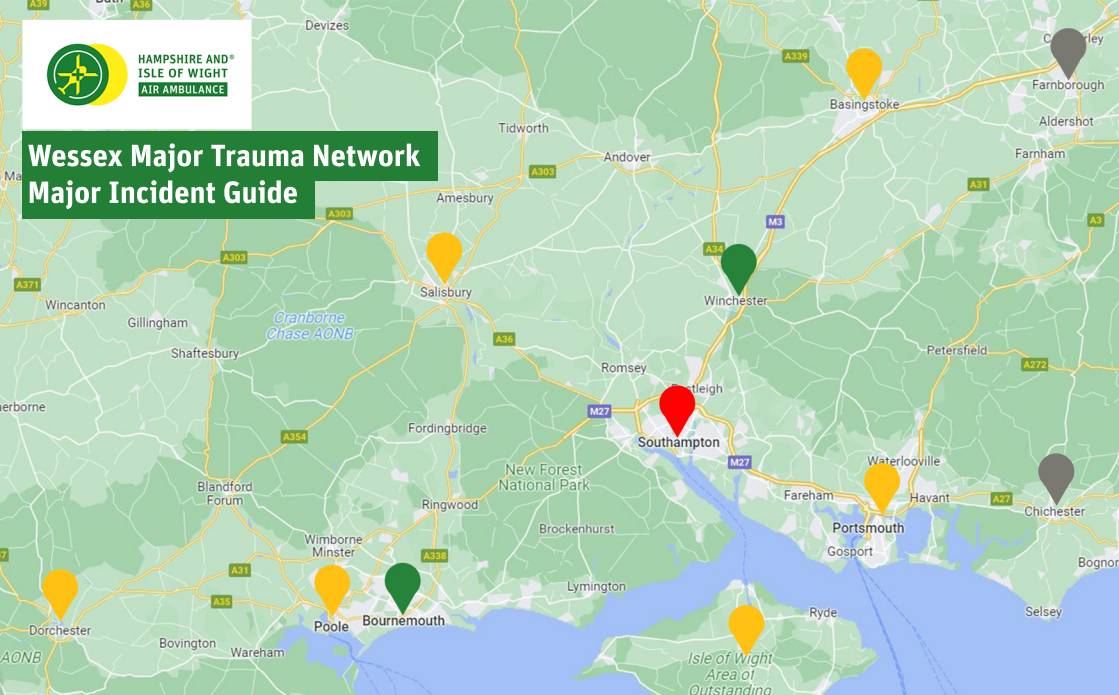 A39
Bath
A36
Devizes
HAMPSHIRE AND®
ISLE OF WIGHT
AIR AMBULANCE
Wessex Major Trauma Network
Major Incident Guide
A339
Basingstoke
Farnborough
Aldershot
Farnham
Tidworth
Andover
A303
A31
A3
Amesbury
A303
M3
A303
A34
A371
Salisbury
Winchester
Wincanton
Gillingham
Cranborne
Chase AONB
A36
Shaftesbury
Romsey
Petersfield
A272
M27
Southampton
A354
Fordingbridge
M27
Waterlooville
New Forest
National Park
Blandford
Forum
Ringwood
Fareham
Havant
A27
Chichester
Brockenhurst
Portsmouth
Gosport
Wimborne
Minster
A338
A31
Lymington
A35
Ryde
Selsey
Dorchester
Poole
Bournemouth
Bovington
Wareham
AONB
Isle of Wight
Area of
Outstanding